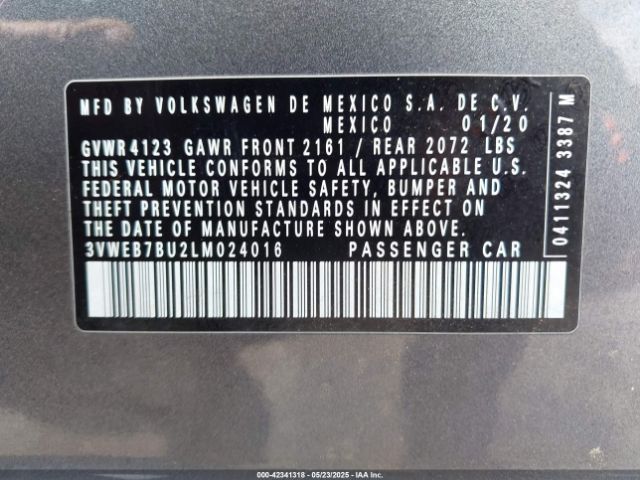 MFD BY VOLKSWAGEN DE MEXICO S.A. DE C.V.
MEXICO 01/20
GVWR4123 GAWR FRONT 2161 / REAR 2072 LBS
THIS VEHICLE CONFORMS TO ALL APPLICABLE U.S.
FEDERAL MOTOR VEHICLE SAFETY, BUMPER AND
THEFT PREVENTION STANDARDS IN EFFECT ON
THE DATE OF MANUFACTURE SHOWN ABOVE.
3VWEB7BU2LM024016 PASSENGER CAR
0411324 3387 M
000-42341318 - 05/23/2025 - IAAI Inc. - Copyright